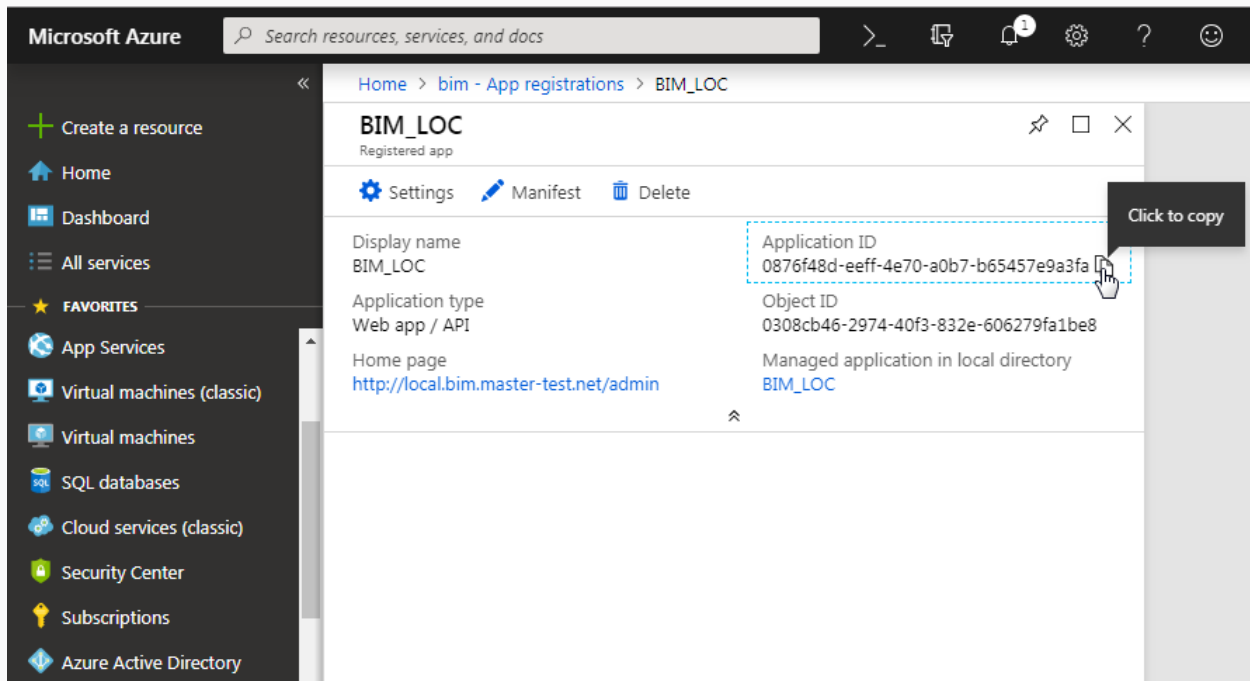 Microsoft Azure
Search resources, services, and docs
1
Home > bim - App registrations > BIM_LOC
Create a resource
Home
Dashboard
All services
FAVORITES
App Services
Virtual machines (classic)
Virtual machines
SQL databases
Cloud services (classic)
Security Center
Subscriptions
Azure Active Directory
BIM_LOC
Registered app
Settings Manifest Delete
Click to copy
Display name
BIM_LOC
Application ID
0876f48d-eeff-4e70-a0b7-b65457e9a3fa
Application type
Web app / API
Object ID
0308cb46-2974-40f3-832e-606279fa1be8
Home page
http://local.bim.master-test.net/admin
Managed application in local directory
BIM_LOC